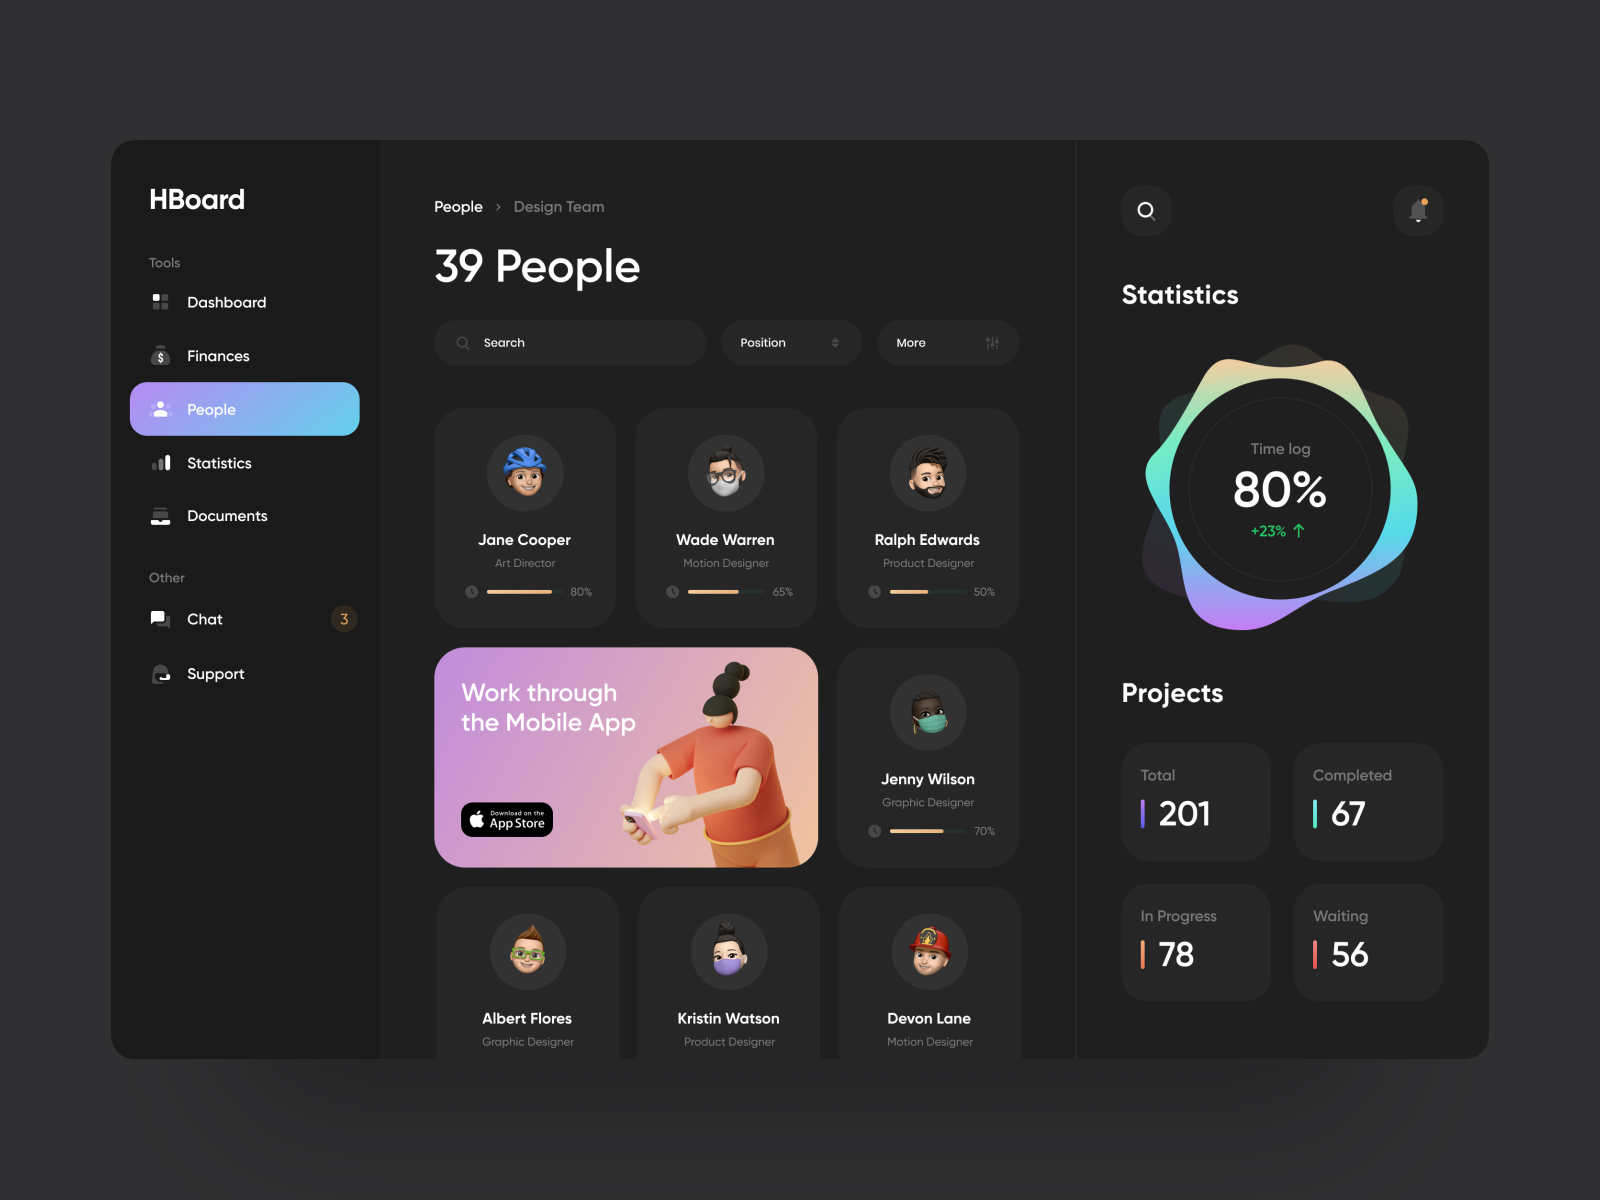 HBoard
Tools
Dashboard
Finances
$
People
Statistics
Documents
Other
Chat
3
Support
People > Design Team
39 People
Search
Position
More
Jane Cooper
Art Director
80%
Wade Warren
Motion Designer
65%
Ralph Edwards
Product Designer
50%
Work through
the Mobile App
Download on the
App Store
Jenny Wilson
Graphic Designer
70%
Albert Flores
Graphic Designer
Kristin Watson
Product Designer
Devon Lane
Motion Designer
Statistics
Time log
80%
+23% ↑
Projects
Total
201
Completed
67
In Progress
78
Waiting
56